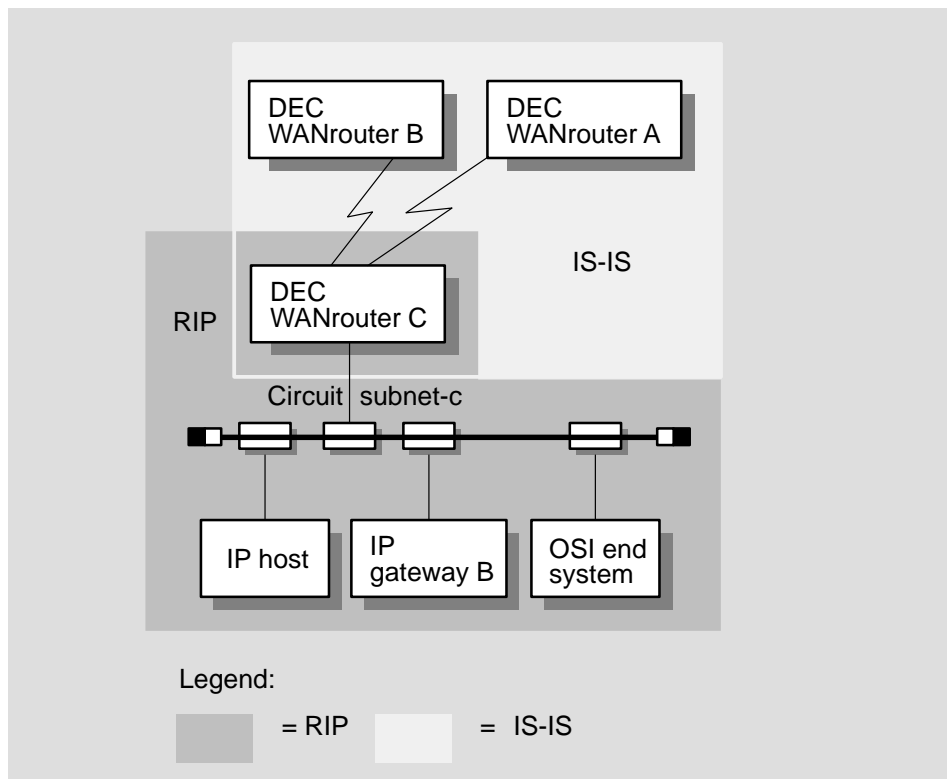 DEC
WANrouter B
DEC
WANrouter A
IS-IS
DEC
WANrouter C
RIP
Circuit subnet-c
IP host
IP
gateway B
OSI end
system
Legend:
= RIP
= IS-IS